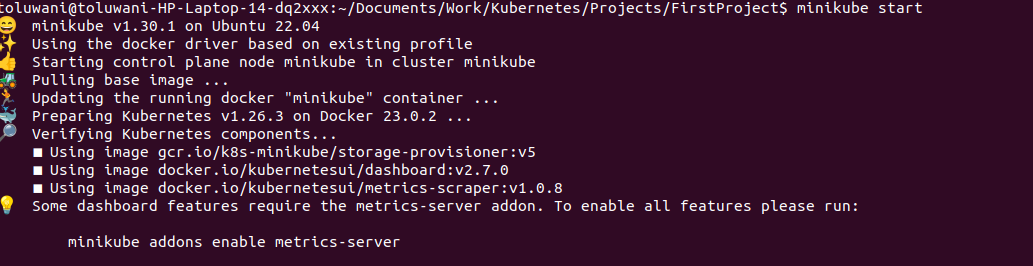 toluwani@toluwani-HP-Laptop-14-dq2xxx:~/Documents/Work/Kubernetes/Projects/FirstProject$ minikube start
😄 minikube v1.30.1 on Ubuntu 22.04
✨ Using the docker driver based on existing profile
👍 Starting control plane node minikube in cluster minikube
🚜 Pulling base image ...
🏃 Updating the running docker "minikube" container ...
🐳 Preparing Kubernetes v1.26.3 on Docker 23.0.2 ...
🔎 Verifying Kubernetes components...
▪ Using image gcr.io/k8s-minikube/storage-provisioner:v5
▪ Using image docker.io/kubernetesui/dashboard:v2.7.0
▪ Using image docker.io/kubernetesui/metrics-scraper:v1.0.8
💡 Some dashboard features require the metrics-server addon. To enable all features please run:
minikube addons enable metrics-server